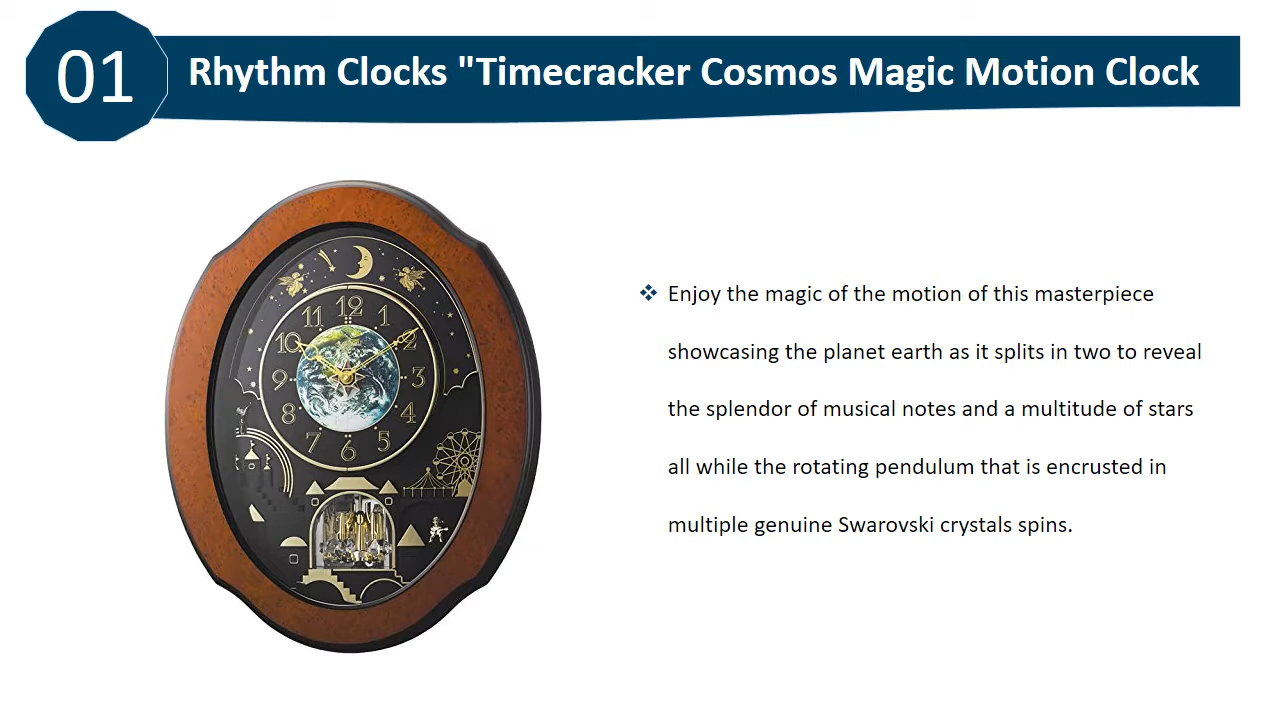 01
Rhythm Clocks "Timecracker Cosmos Magic Motion Clock
12
11 1
10 2
9 3
8 4
7 5
6
❖ Enjoy the magic of the motion of this masterpiece
showcasing the planet earth as it splits in two to reveal
the splendor of musical notes and a multitude of stars
all while the rotating pendulum that is encrusted in
multiple genuine Swarovski crystals spins.